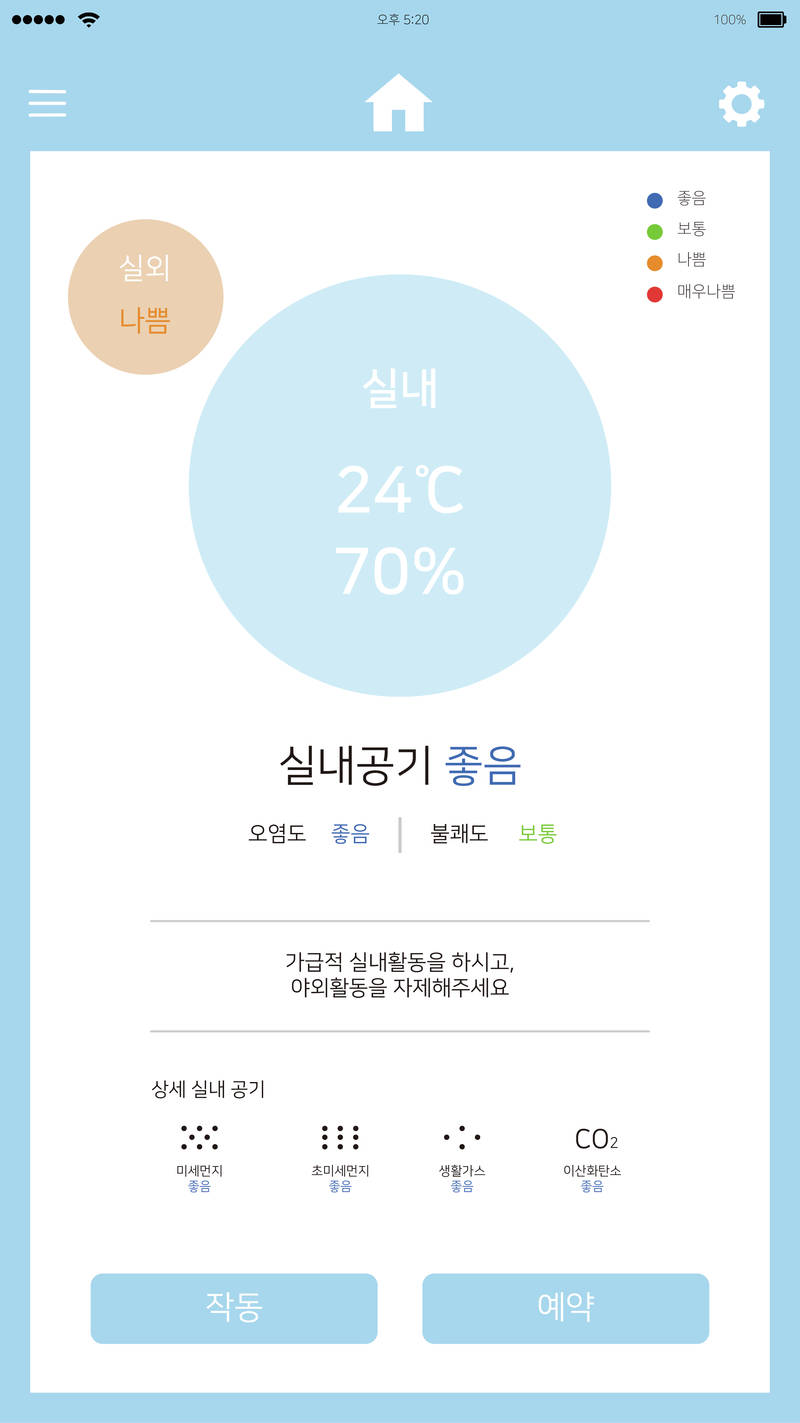 오후 5:20
100%
좋음
보통
나쁨
매우나쁨
실외
나쁨
실내
24℃
70%
실내공기 좋음
오염도 좋음 불쾌도 보통
가급적 실내활동을 하시고,
야외활동을 자제해주세요
상세 실내 공기
CO₂
미세먼지 초미세먼지 생활가스 이산화탄소
좋음 좋음 좋음 좋음
작동 예약